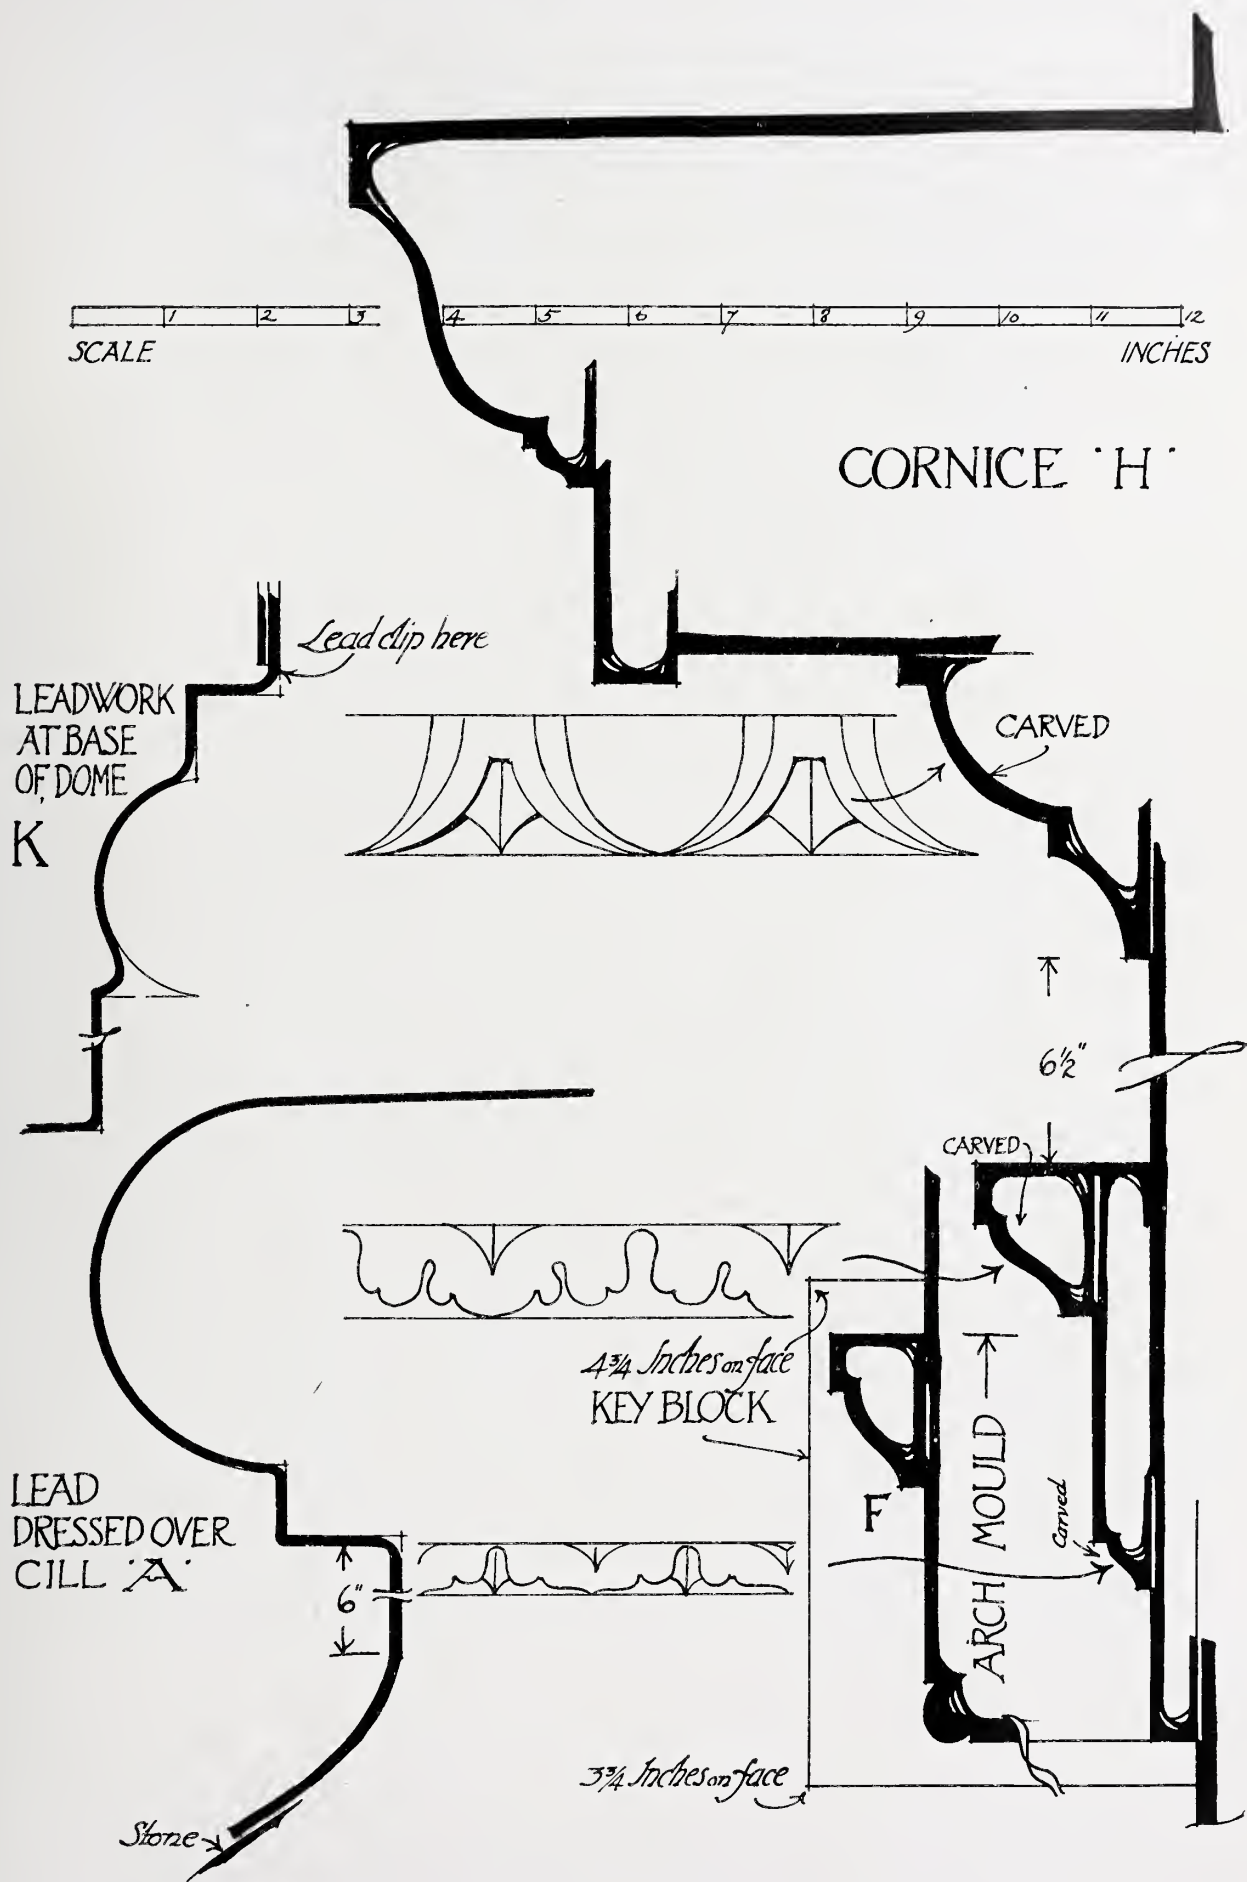 1 2 3 4 5 6 7 8 9 10 11 12
SCALE
INCHES
CORNICE 'H'
Lead clip here
LEADWORK
AT BASE
OF DOME
K
CARVED
6½"
CARVED
4¾ Inches on face
KEY BLOCK
F
ARCH MOULD
Carved
LEAD
DRESSED OVER
CILL 'A'
6"
3¾ Inches on face
Stone